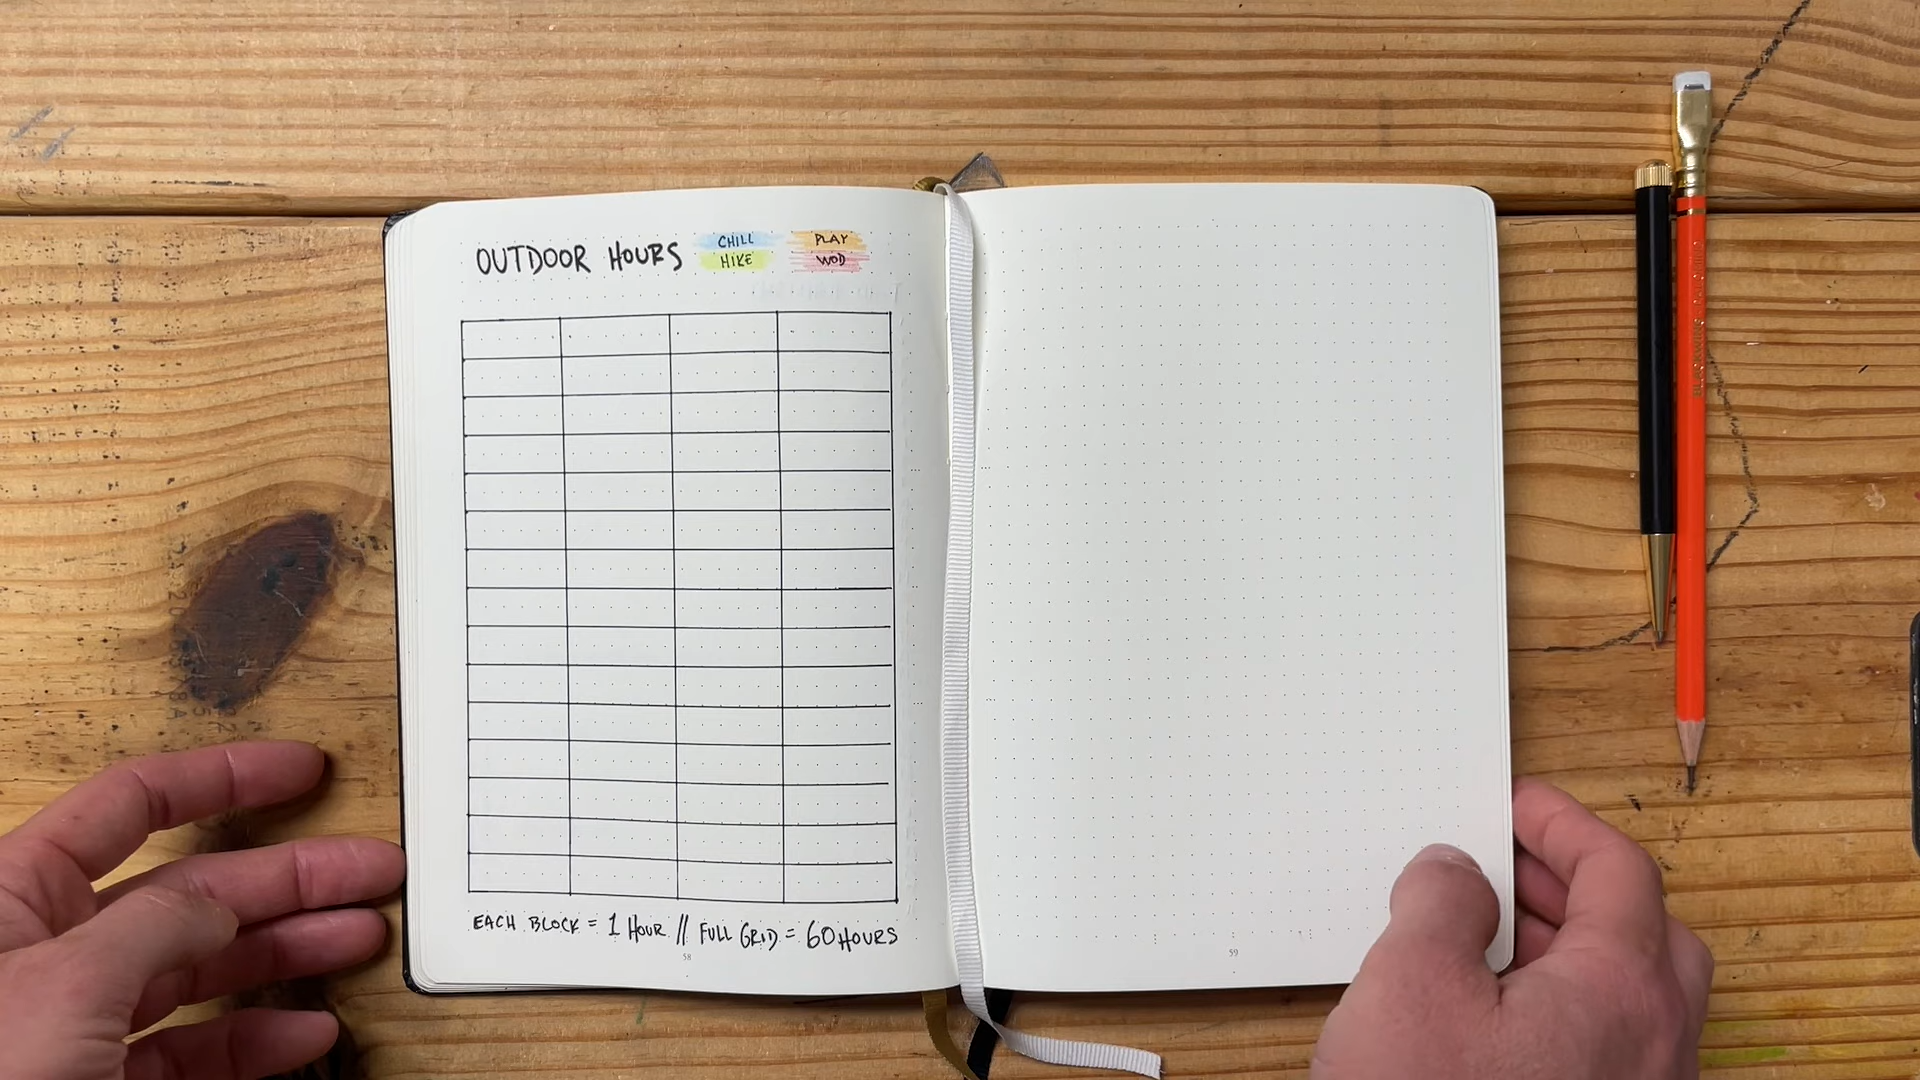 OUTDOOR HOURS
CHILL
PLAY
HIKE
WOD
EACH BLOCK = 1 HOUR // FULL GRID = 60 HOURS
58
59